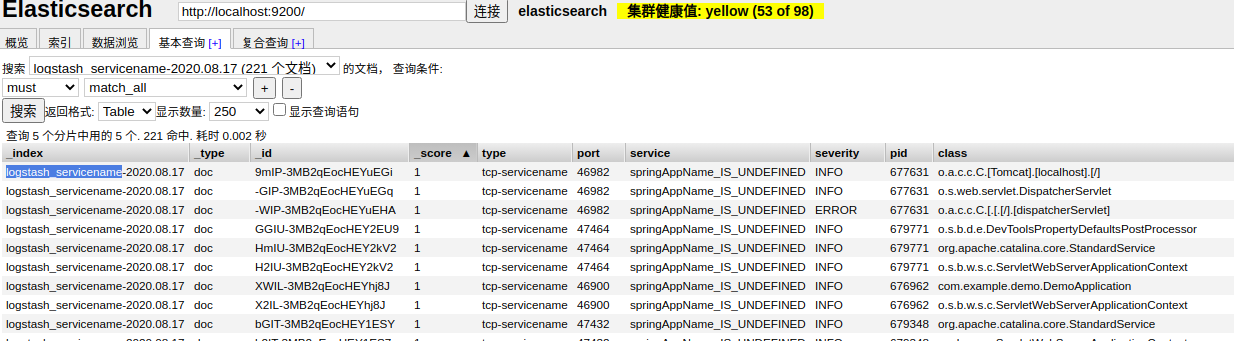 Elasticsearch http://localhost:9200/ 连接 elasticsearch 集群健康值: yellow (53 of 98)
概览 索引 数据浏览 基本查询 [+] 复合查询 [+]
搜索 logstash_servicename-2020.08.17 (221 个文档) 的文档， 查询条件:
must match_all + -
搜索 返回格式: Table 显示数量: 250 显示查询语句
查询 5 个分片中用的 5 个. 221 命中. 耗时 0.002 秒
_index _type _id _score ▲ type port service severity pid class
logstash_servicename-2020.08.17 doc 9mIP-3MB2qEocHEYuEGi 1 tcp-servicename 46982 springAppName_IS_UNDEFINED INFO 677631 o.a.c.c.C.[Tomcat].[localhost].[/]
logstash_servicename-2020.08.17 doc -GIP-3MB2qEocHEYuEGq 1 tcp-servicename 46982 springAppName_IS_UNDEFINED INFO 677631 o.s.web.servlet.DispatcherServlet
logstash_servicename-2020.08.17 doc -WIP-3MB2qEocHEYuEHA 1 tcp-servicename 46982 springAppName_IS_UNDEFINED ERROR 677631 o.a.c.c.C.[.[.[/].[dispatcherServlet]
logstash_servicename-2020.08.17 doc GGIU-3MB2qEocHEY2EU9 1 tcp-servicename 47464 springAppName_IS_UNDEFINED INFO 679771 o.s.b.d.e.DevToolsPropertyDefaultsPostProcessor
logstash_servicename-2020.08.17 doc HmIU-3MB2qEocHEY2kV2 1 tcp-servicename 47464 springAppName_IS_UNDEFINED INFO 679771 org.apache.catalina.core.StandardService
logstash_servicename-2020.08.17 doc H2IU-3MB2qEocHEY2kV2 1 tcp-servicename 47464 springAppName_IS_UNDEFINED INFO 679771 o.s.b.w.s.c.ServletWebServerApplicationContext
logstash_servicename-2020.08.17 doc XWIL-3MB2qEocHEYhj8J 1 tcp-servicename 46900 springAppName_IS_UNDEFINED INFO 676962 com.example.demo.DemoApplication
logstash_servicename-2020.08.17 doc X2IL-3MB2qEocHEYhj8J 1 tcp-servicename 46900 springAppName_IS_UNDEFINED INFO 676962 o.s.b.w.s.c.ServletWebServerApplicationContext
logstash_servicename-2020.08.17 doc bGIT-3MB2qEocHEY1ESY 1 tcp-servicename 47432 springAppName_IS_UNDEFINED INFO 679348 org.apache.catalina.core.StandardService